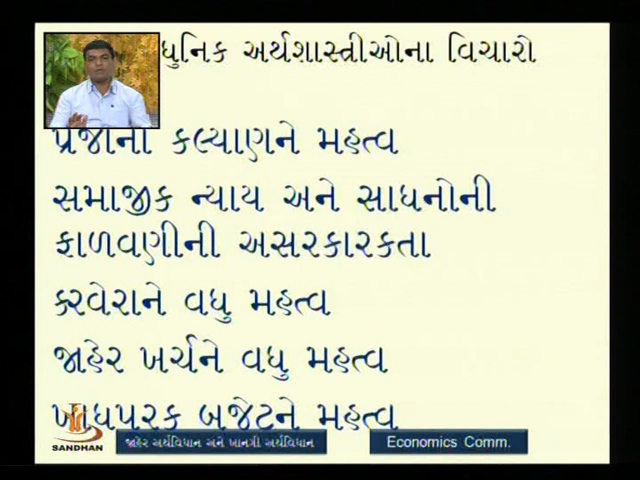 ધુનિક અર્થશાસ્ત્રીઓના વિચારો
પ્રજાના કલ્યાણને મહત્વ
સમાજીક ન્યાય અને સાધનોની
ફાળવણીની અસરકારકતા
કરવેરાને વધુ મહત્વ
જાહેર ખર્ચને વધુ મહત્વ
ખાધપરક બજેટને મહત્વ
SANDHAN
જાહેર અર્થવિધાન અને ખાનગી અર્થવિધાન
Economics Comm.